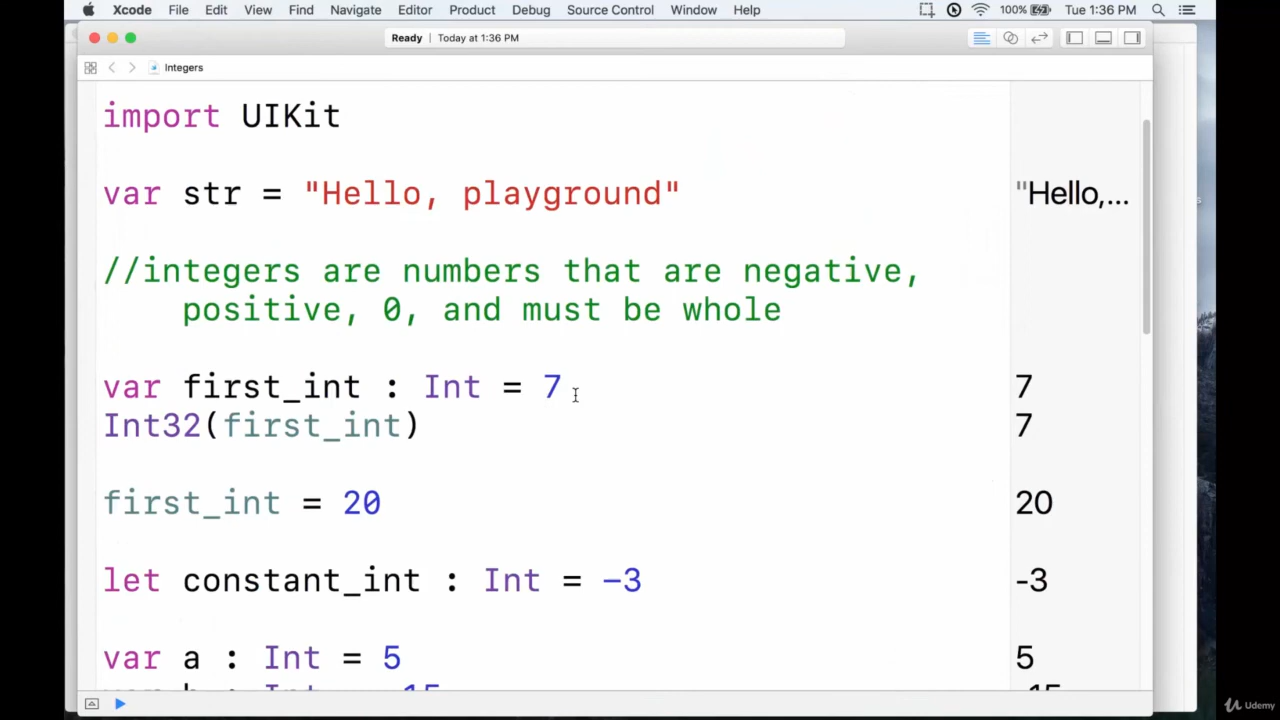 Xcode File Edit View Find Navigate Editor Product Debug Source Control Window Help 100% Tue 1:36 PM
Ready | Today at 1:36 PM
Integers
import UIKit
var str = "Hello, playground" "Hello,...
//integers are numbers that are negative,
positive, 0, and must be whole
var first_int : Int = 7 7
Int32(first_int) 7
first_int = 20 20
let constant_int : Int = -3 -3
var a : Int = 5 5
Udemy